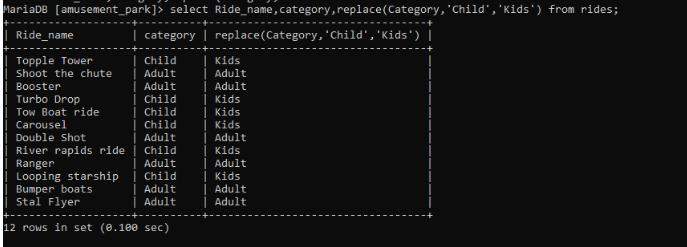 MariaDB [amusement_park]> select Ride_name,category,replace(Category,'Child','Kids') from rides;
+------------------+----------+----------------------------------+
| Ride_name | category | replace(Category,'Child','Kids') |
+------------------+----------+----------------------------------+
| Topple Tower | Child | Kids |
| Shoot the chute | Adult | Adult |
| Booster | Adult | Adult |
| Turbo Drop | Child | Kids |
| Tow Boat ride | Child | Kids |
| Carousel | Child | Kids |
| Double Shot | Adult | Adult |
| River rapids ride | Child | Kids |
| Ranger | Adult | Adult |
| Looping starship | Child | Kids |
| Bumper boats | Adult | Adult |
| Stal Flyer | Adult | Adult |
+------------------+----------+----------------------------------+
12 rows in set (0.100 sec)